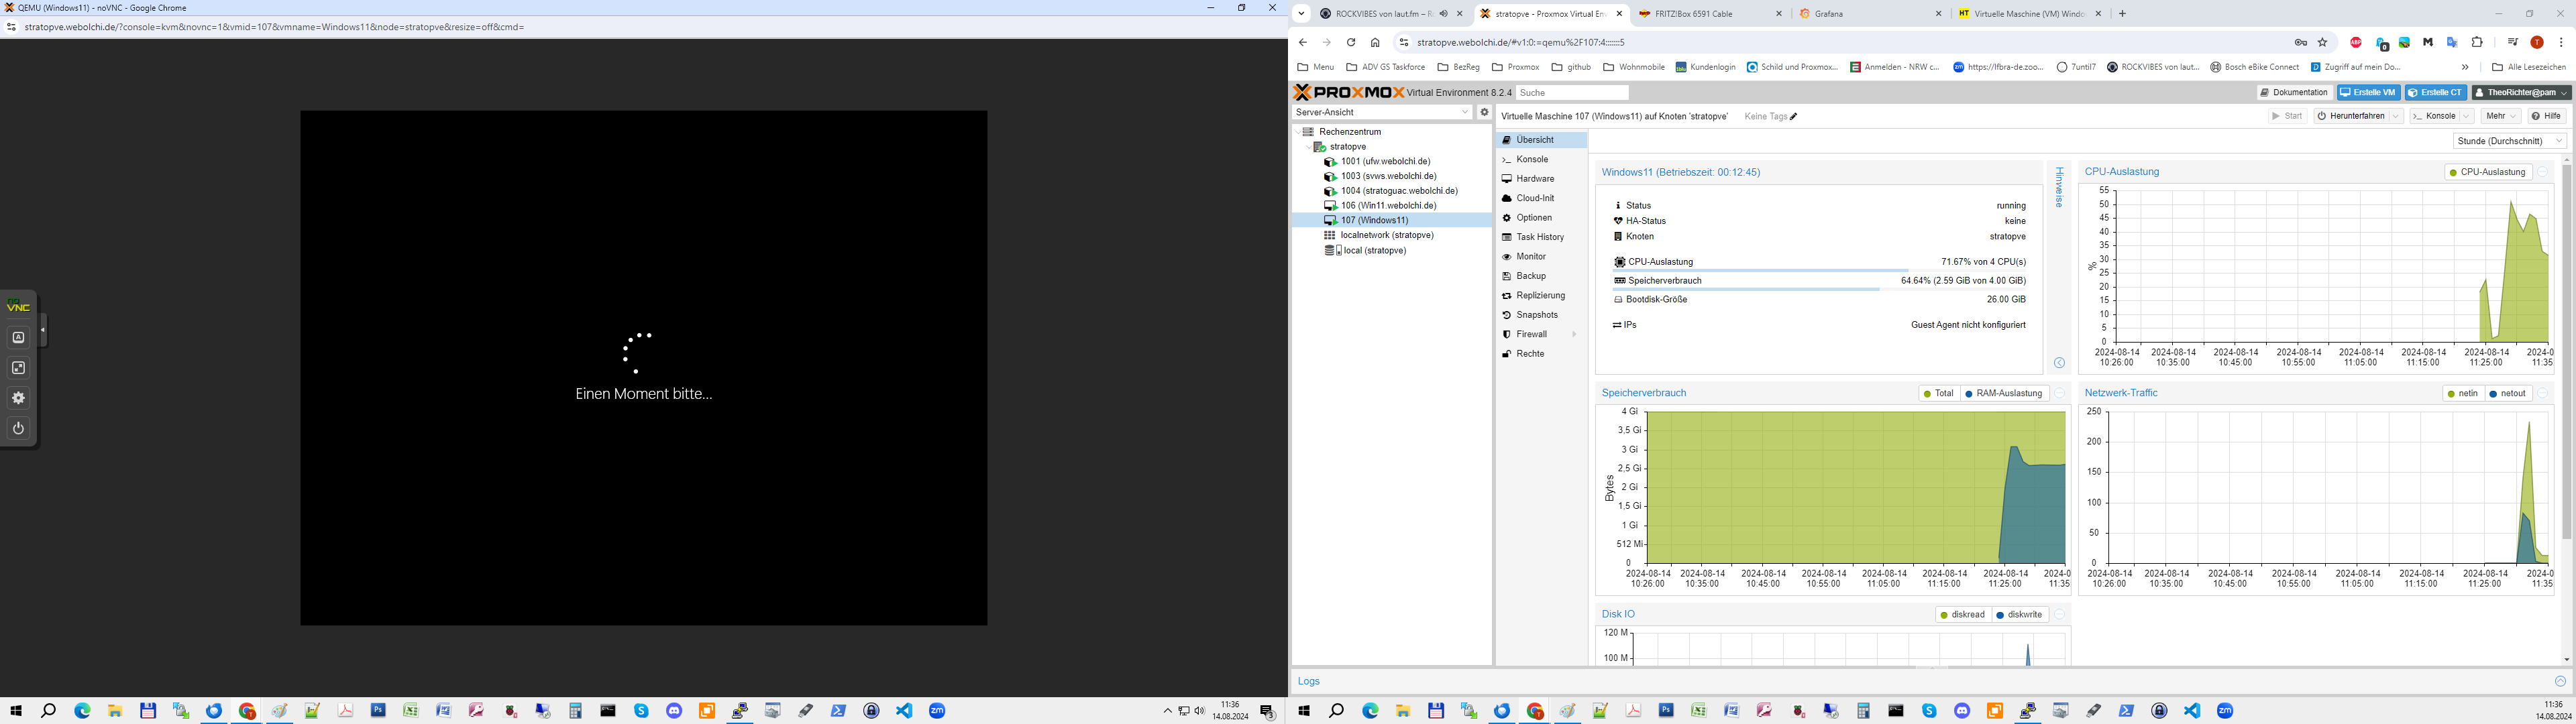 QEMU (Windows11) - noVNC - Google Chrome
stratopve.webolchi.de/?console=kvm&novnc=1&vmid=107&vmname=Windows11&node=stratopve&resize=off&cmd=
no
VNC
A
Einen Moment bitte...
11:36
14.08.2024
3
ROCKVIBES von laut.fm – R
stratopve - Proxmox Virtual En
FRITZ!Box 6591 Cable
Grafana
HT
Virtuelle Maschine (VM) Windo
stratopve.webolchi.de/#v1:0:=qemu%2F107:4:::::::5
ABP
0
T
Menu
ADV GS Taskforce
BezReg
Proxmox
github
Wohnmobile
Kundenlogin
Schild und Proxmox...
Anmelden - NRW c...
https://lfbra-de.zoo...
7until7
ROCKVIBES von laut...
Bosch eBike Connect
Zugriff auf mein Do...
Alle Lesezeichen
PROXMOX Virtual Environment 8.2.4
Suche
Dokumentation
Erstelle VM
Erstelle CT
TheoRichter@pam
Server-Ansicht
Virtuelle Maschine 107 (Windows11) auf Knoten 'stratopve'
Keine Tags
Start
Herunterfahren
Konsole
Mehr
Hilfe
Rechenzentrum
stratopve
1001 (ufw.webolchi.de)
1003 (svws.webolchi.de)
1004 (stratoguac.webolchi.de)
106 (Win11.webolchi.de)
107 (Windows11)
localnetwork (stratopve)
local (stratopve)
Übersicht
Konsole
Hardware
Cloud-Init
Optionen
Task History
Monitor
Backup
Replizierung
Snapshots
Firewall
Rechte
Stunde (Durchschnitt)
Windows11 (Betriebszeit: 00:12:45)
Status
running
HA-Status
keine
Knoten
stratopve
CPU-Auslastung
71.67% von 4 CPU(s)
Speicherverbrauch
64.64% (2.59 GiB von 4.00 GiB)
Bootdisk-Größe
26.00 GiB
IPs
Guest Agent nicht konfiguriert
Hinweise
CPU-Auslastung
CPU-Auslastung
55
50
45
40
35
30
25
20
15
10
5
0
%
2024-08-14 2024-08-14 2024-08-14 2024-08-14 2024-08-14 2024-08-14 2024-08-14 2024-0
10:26:00 10:35:00 10:45:00 10:55:00 11:05:00 11:15:00 11:25:00 11:35
Speicherverbrauch
Total
RAM-Auslastung
4 Gi
3,5 Gi
3 Gi
2,5 Gi
2 Gi
1,5 Gi
1 Gi
512 Mi
0
Bytes
2024-08-14 2024-08-14 2024-08-14 2024-08-14 2024-08-14 2024-08-14 2024-08-14 2024-0
10:26:00 10:35:00 10:45:00 10:55:00 11:05:00 11:15:00 11:25:00 11:35
Netzwerk-Traffic
netin
netout
250
200
150
100
50
0
2024-08-14 2024-08-14 2024-08-14 2024-08-14 2024-08-14 2024-08-14 2024-08-14 2024-0
10:26:00 10:35:00 10:45:00 10:55:00 11:05:00 11:15:00 11:25:00 11:35
Disk IO
diskread
diskwrite
120 M
100 M
Logs
11:36
14.08.202